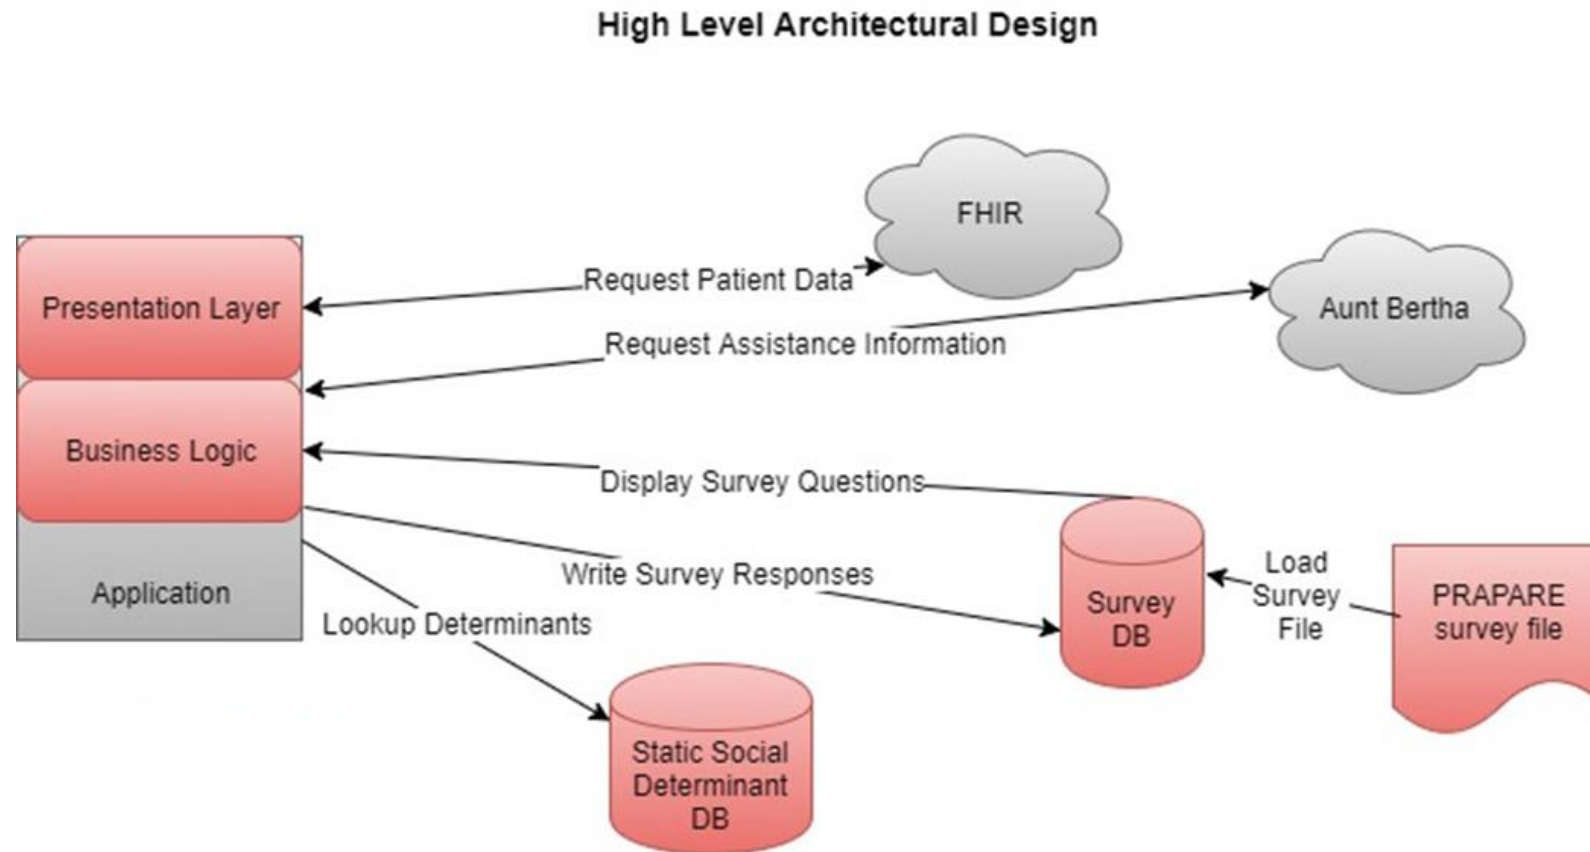 High Level Architectural Design
FHIR
Aunt Bertha
Request Patient Data
Presentation Layer
Request Assistance Information
Business Logic
Display Survey Questions
Write Survey Responses
Load
Survey
File
PRAPARE
survey file
Survey
DB
Application
Lookup Determinants
Static Social
Determinant
DB